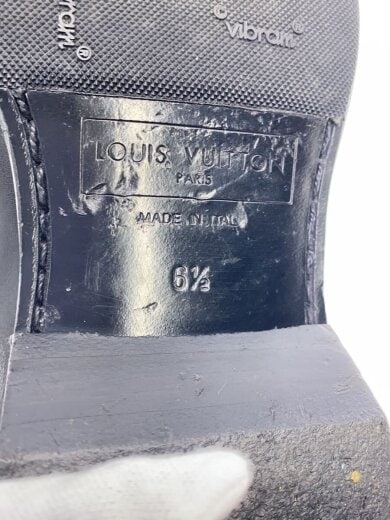 vibram®
vibram®
LOUIS VUITTON
PARIS
MADE IN ITALY
6½